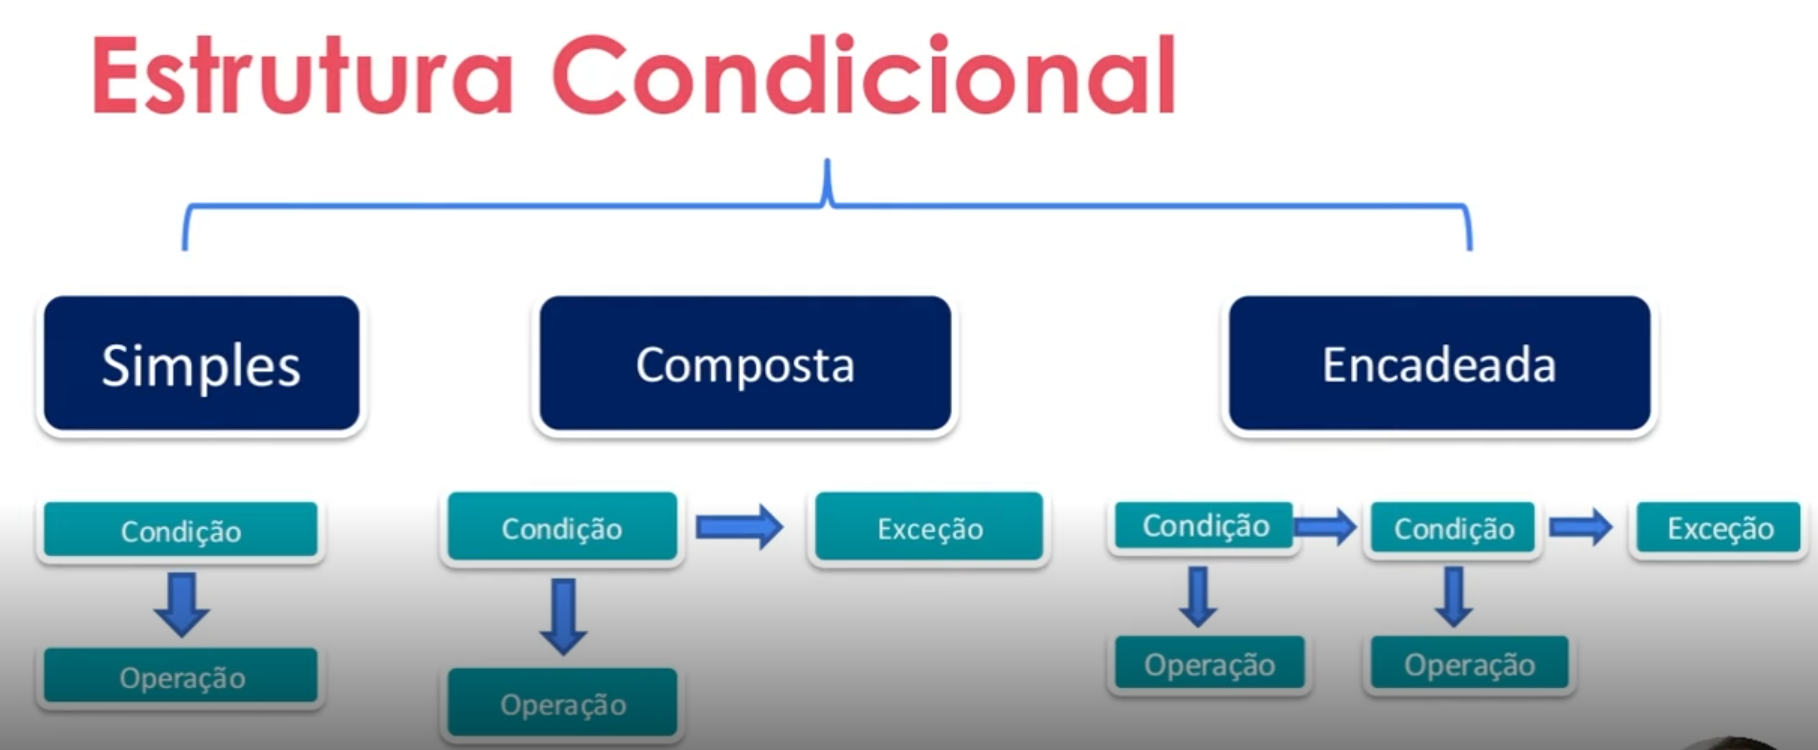 Estrutura Condicional
Simples
Composta
Encadeada
Condição
Operação
Condição
Exceção
Operação
Condição
Condição
Exceção
Operação
Operação